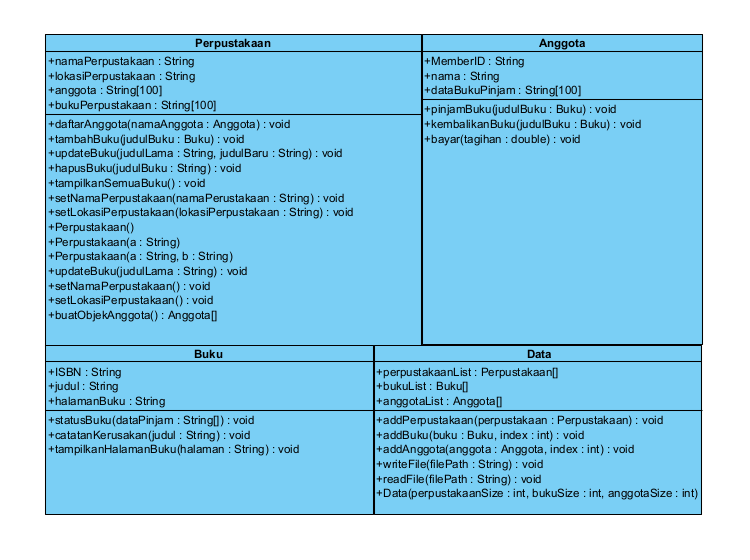 Perpustakaan
+namaPerpustakaan : String
+lokasiPerpustakaan : String
+anggota : String[100]
+bukuPerpustakaan : String[100]
+daftarAnggota(namaAnggota : Anggota) : void
+tambahBuku(judulBuku : Buku) : void
+updateBuku(judulLama : String, judulBaru : String) : void
+hapusBuku(judulBuku : String) : void
+tampilkanSemuaBuku() : void
+setNamaPerpustakaan(namaPerustakaan : String) : void
+setLokasiPerpustakaan(lokasiPerpustakaan : String) : void
+Perpustakaan()
+Perpustakaan(a : String)
+Perpustakaan(a : String, b : String)
+updateBuku(judulLama : String) : void
+setNamaPerpustakaan() : void
+setLokasiPerpustakaan() : void
+buatObjekAnggota() : Anggota[]
Anggota
+MemberID : String
+nama : String
+dataBukuPinjam : String[100]
+pinjamBuku(judulBuku : Buku) : void
+kembalikanBuku(judulBuku : Buku) : void
+bayar(tagihan : double) : void
Buku
+ISBN : String
+judul : String
+halamanBuku : String
+statusBuku(dataPinjam : String[]) : void
+catatanKerusakan(judul : String) : void
+tampilkanHalamanBuku(halaman : String) : void
Data
+perpustakaanList : Perpustakaan[]
+bukuList : Buku[]
+anggotaList : Anggota[]
+addPerpustakaan(perpustakaan : Perpustakaan) : void
+addBuku(buku : Buku, index : int) : void
+addAnggota(anggota : Anggota, index : int) : void
+writeFile(filePath : String) : void
+readFile(filePath : String) : void
+Data(perpustakaanSize : int, bukuSize : int, anggotaSize : int)